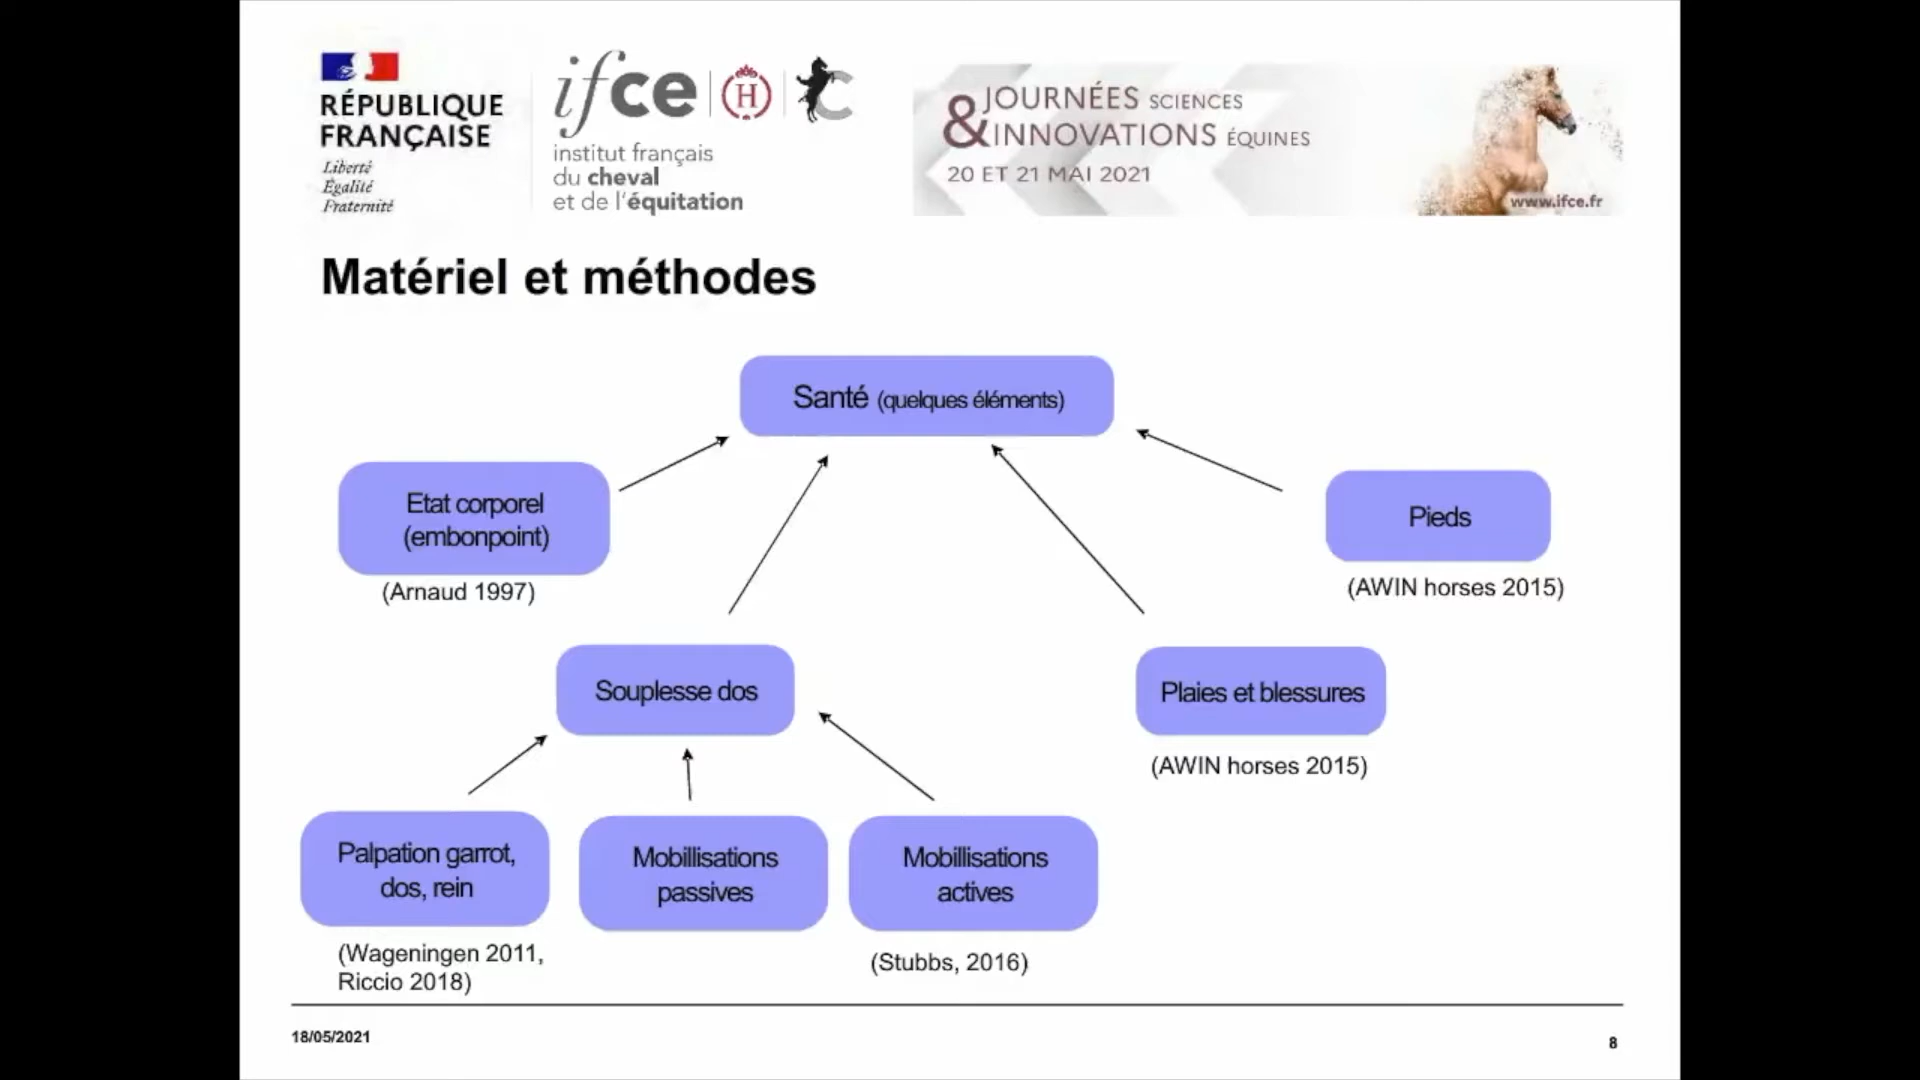 RÉPUBLIQUE
FRANÇAISE
Liberté
Égalité
Fraternité
ifce
H
C
institut français
du cheval
et de l'équitation
JOURNÉES SCIENCES
& INNOVATIONS ÉQUINES
20 ET 21 MAI 2021
www.ifce.fr
Matériel et méthodes
Santé (quelques éléments)
Etat corporel
(embonpoint)
(Arnaud 1997)
Pieds
(AWIN horses 2015)
Souplesse dos
Plaies et blessures
(AWIN horses 2015)
Palpation garrot,
dos, rein
(Wageningen 2011,
Riccio 2018)
Mobillisations
passives
Mobillisations
actives
(Stubbs, 2016)
18/05/2021
8